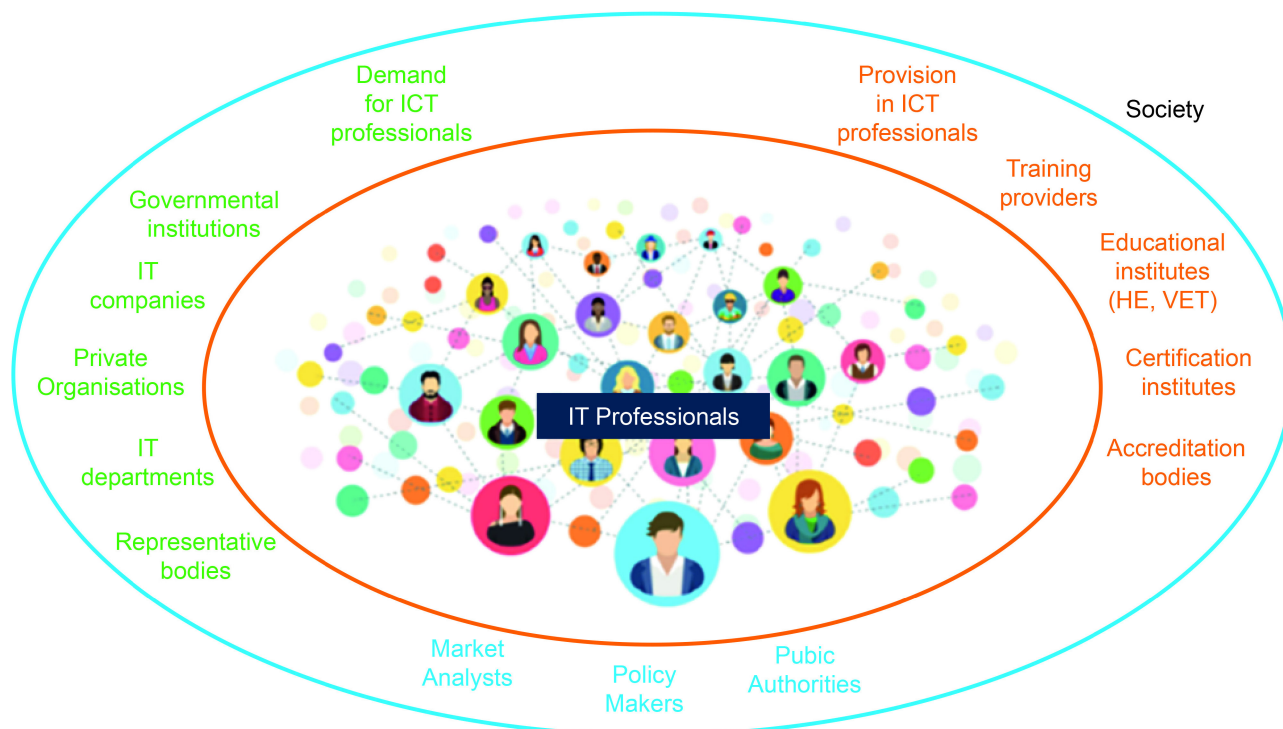 Demand
for ICT
professionals
Provision
in ICT
professionals
Society
Training
providers
Governmental
institutions
Educational
institutes
(HE, VET)
IT
companies
Private
Organisations
Certification
institutes
IT Professionals
IT
departments
Accreditation
bodies
Representative
bodies
Market
Analysts
Policy
Makers
Pubic
Authorities